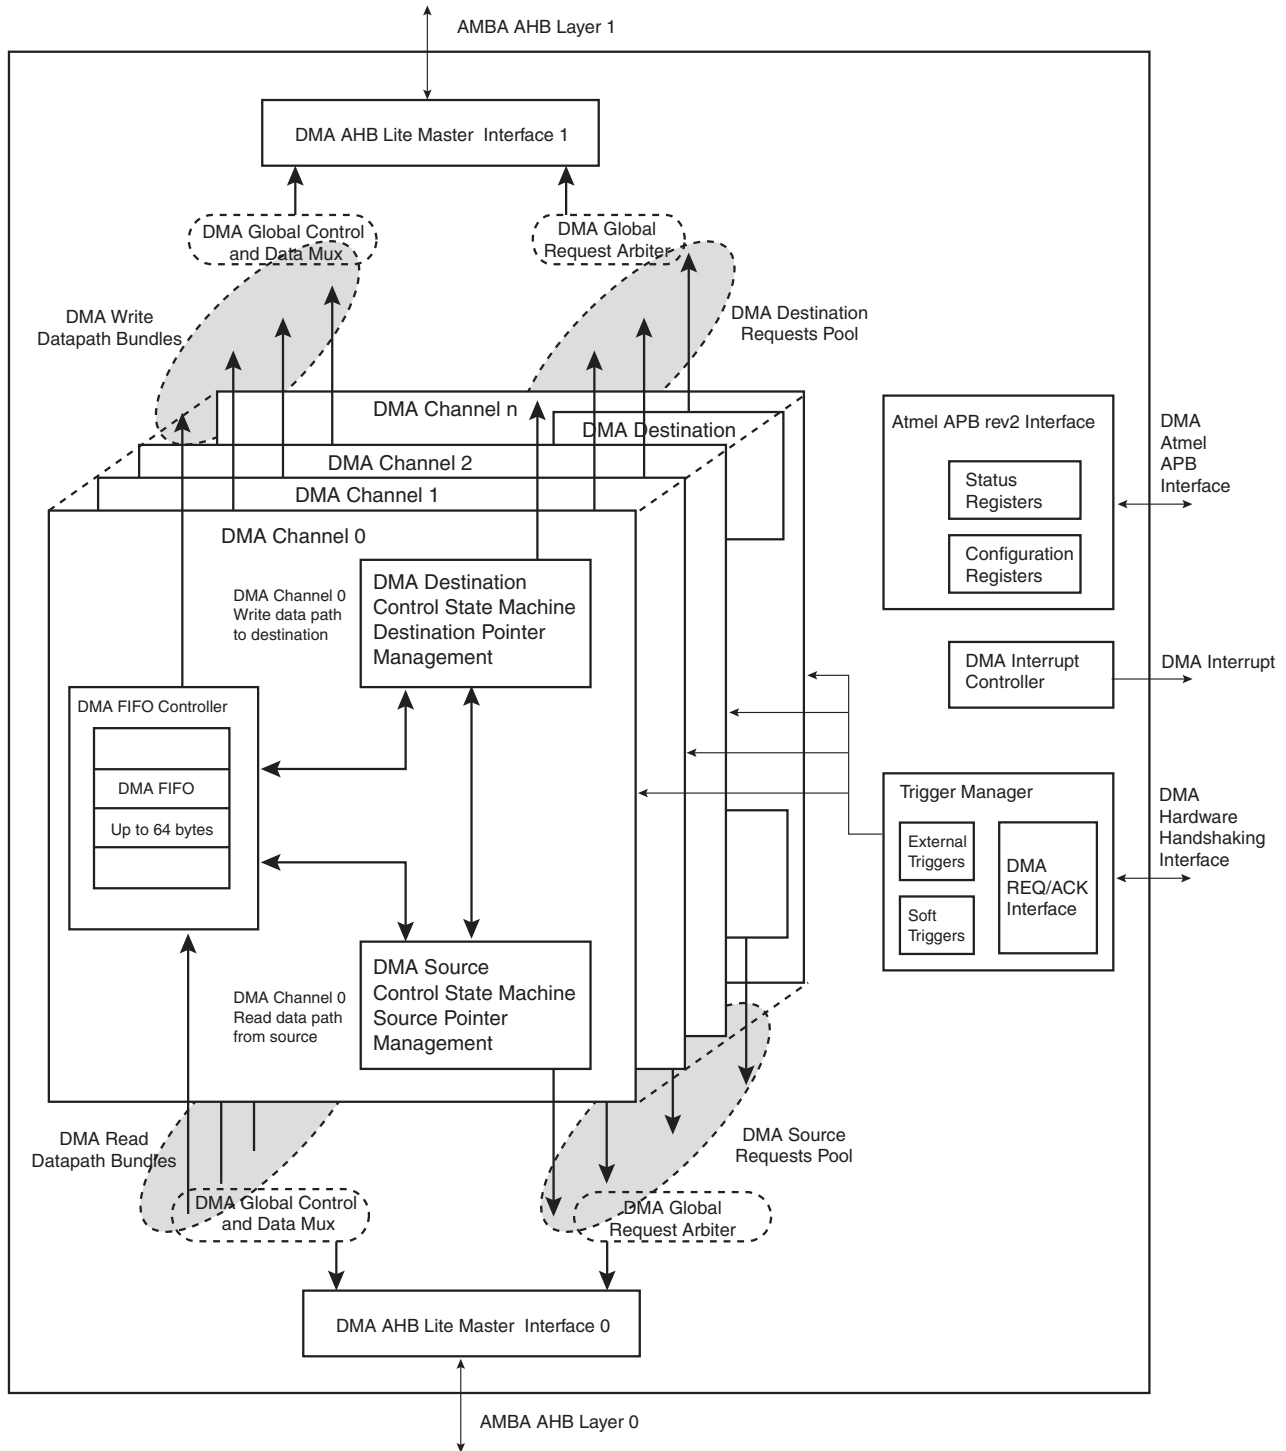 AMBA AHB Layer 1
DMA AHB Lite Master Interface 1
DMA Global Control
and Data Mux
DMA Global
Request Arbiter
DMA Write
Datapath Bundles
DMA Destination
Requests Pool
DMA Channel n
DMA Destination
DMA Channel 2
DMA Channel 1
DMA Channel 0
DMA Destination
Control State Machine
Destination Pointer
Management
DMA Channel 0
Write data path
to destination
DMA FIFO Controller
DMA FIFO
Up to 64 bytes
DMA Source
Control State Machine
Source Pointer
Management
DMA Channel 0
Read data path
from source
Atmel APB rev2 Interface
Status
Registers
Configuration
Registers
DMA
Atmel
APB
Interface
DMA Interrupt
Controller
DMA Interrupt
Trigger Manager
External
Triggers
Soft
Triggers
DMA
REQ/ACK
Interface
DMA
Hardware
Handshaking
Interface
DMA Read
Datapath Bundles
DMA Source
Requests Pool
DMA Global Control
and Data Mux
DMA Global
Request Arbiter
DMA AHB Lite Master Interface 0
AMBA AHB Layer 0